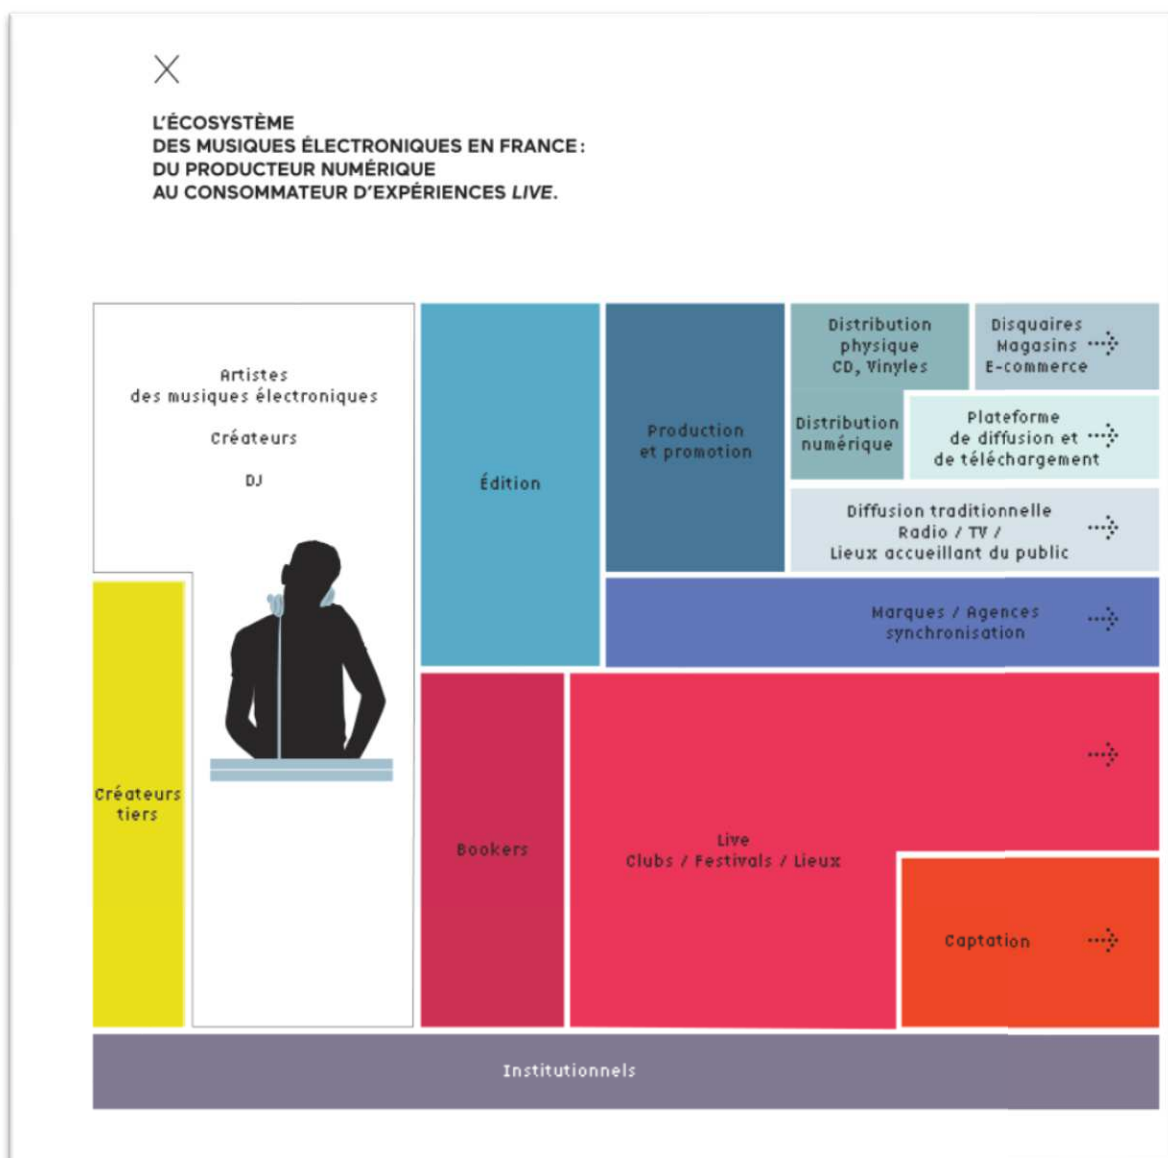 L'ÉCOSYSTÈME
DES MUSIQUES ÉLECTRONIQUES EN FRANCE :
DU PRODUCTEUR NUMÉRIQUE
AU CONSOMMATEUR D'EXPÉRIENCES LIVE.
Artistes
des musiques électroniques
Créateurs
DJ
Créateurs
tiers
Édition
Production
et promotion
Distribution
physique
CD, Vinyles
Disquaires
Magasins
E-commerce
Distribution
numérique
Plateforme
de diffusion et
de téléchargement
Diffusion traditionnelle
Radio / TV /
Lieux accueillant du public
Marques / Agences
synchronisation
Bookers
Live
Clubs / Festivals / Lieux
Captation
Institutionnels